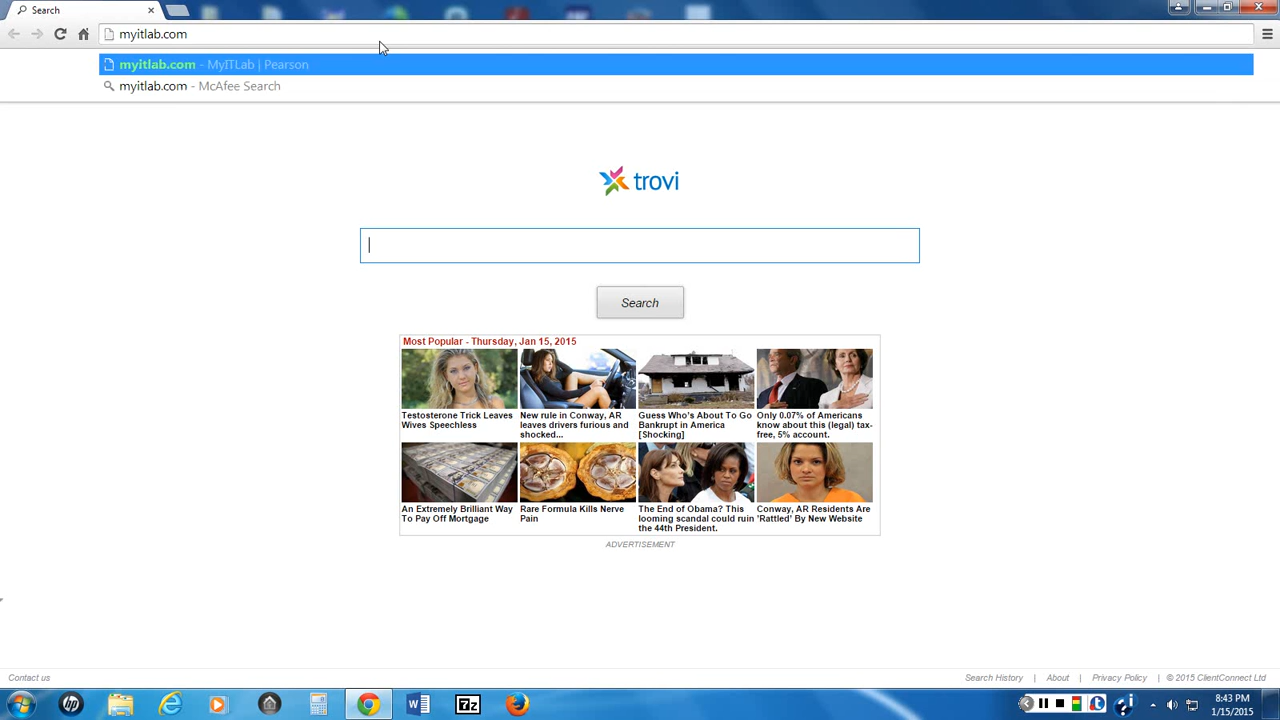 Search
myitlab.com
myitlab.com - MyITLab | Pearson
myitlab.com - McAfee Search
trovi
Search
Most Popular - Thursday, Jan 15, 2015
Testosterone Trick Leaves
Wives Speechless
New rule in Conway, AR
leaves drivers furious and
shocked...
Guess Who's About To Go
Bankrupt in America
[Shocking]
Only 0.07% of Americans
know about this (legal) tax-
free, 5% account.
An Extremely Brilliant Way
To Pay Off Mortgage
Rare Formula Kills Nerve
Pain
The End of Obama? This
looming scandal could ruin
the 44th President.
Conway, AR Residents Are
'Rattled' By New Website
ADVERTISEMENT
Contact us
Search History | About | Privacy Policy | © 2015 ClientConnect Ltd
hp
W
7z
8:43 PM
1/15/2015